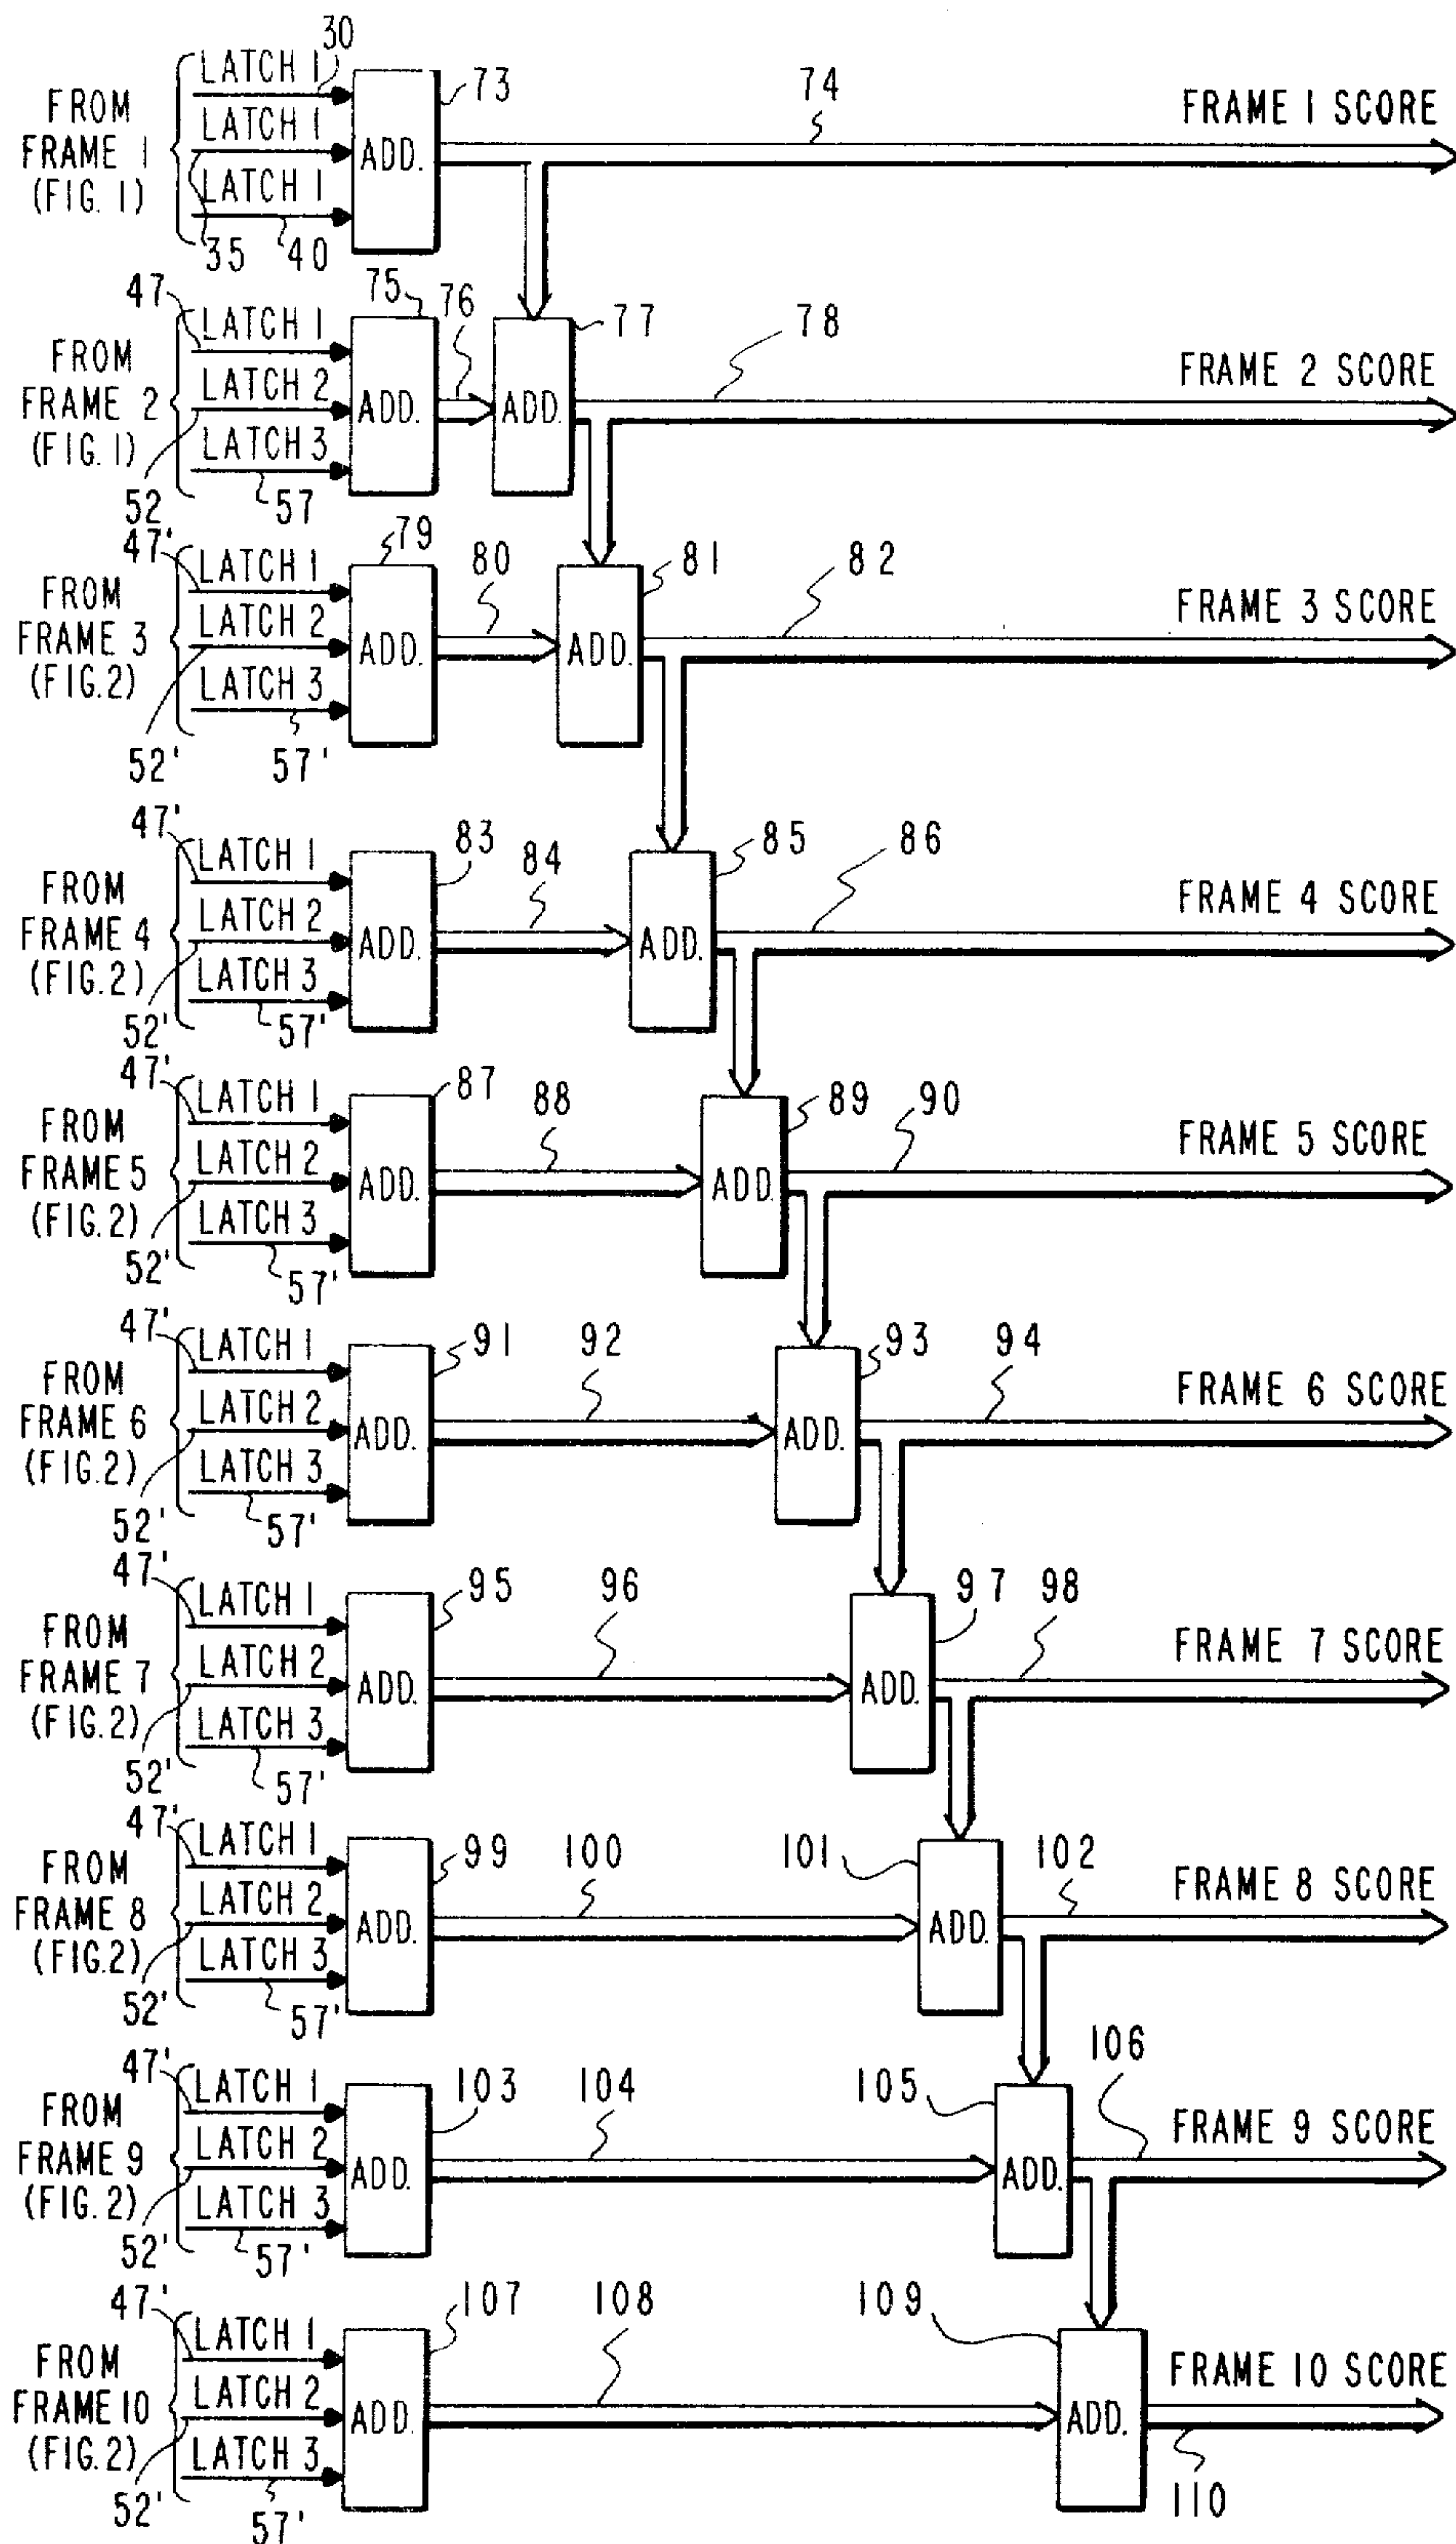 30
LATCH 1
73
74
FRAME 1 SCORE
FROM
FRAME 1
(FIG. 1)
LATCH 1
ADD.
LATCH 1
35
40
47
LATCH 1
75
76
77
78
FRAME 2 SCORE
FROM
FRAME 2
(FIG. 1)
LATCH 2
ADD.
ADD.
LATCH 3
52
57
47'
LATCH 1
79
80
81
82
FRAME 3 SCORE
FROM
FRAME 3
(FIG.2)
LATCH 2
ADD.
ADD.
LATCH 3
52'
57'
47'
LATCH 1
83
84
85
86
FRAME 4 SCORE
FROM
FRAME 4
(FIG.2)
LATCH 2
ADD.
ADD.
LATCH 3
52'
57'
47'
LATCH 1
87
88
89
90
FRAME 5 SCORE
FROM
FRAME 5
(FIG.2)
LATCH 2
ADD.
ADD.
LATCH 3
52'
57'
47'
LATCH 1
91
92
93
94
FRAME 6 SCORE
FROM
FRAME 6
(FIG.2)
LATCH 2
ADD.
ADD.
LATCH 3
52'
57'
47'
LATCH 1
95
96
97
98
FRAME 7 SCORE
FROM
FRAME 7
(FIG.2)
LATCH 2
ADD.
ADD.
LATCH 3
52'
57'
47'
LATCH 1
99
100
101
102
FRAME 8 SCORE
FROM
FRAME 8
(FIG.2)
LATCH 2
ADD.
ADD.
LATCH 3
52'
57'
47'
LATCH 1
103
104
105
106
FRAME 9 SCORE
FROM
FRAME 9
(FIG.2)
LATCH 2
ADD.
ADD.
LATCH 3
52'
57'
47'
LATCH 1
107
108
109
FRAME 10 SCORE
FROM
FRAME 10
(FIG.2)
LATCH 2
ADD.
ADD.
LATCH 3
52'
57'
110